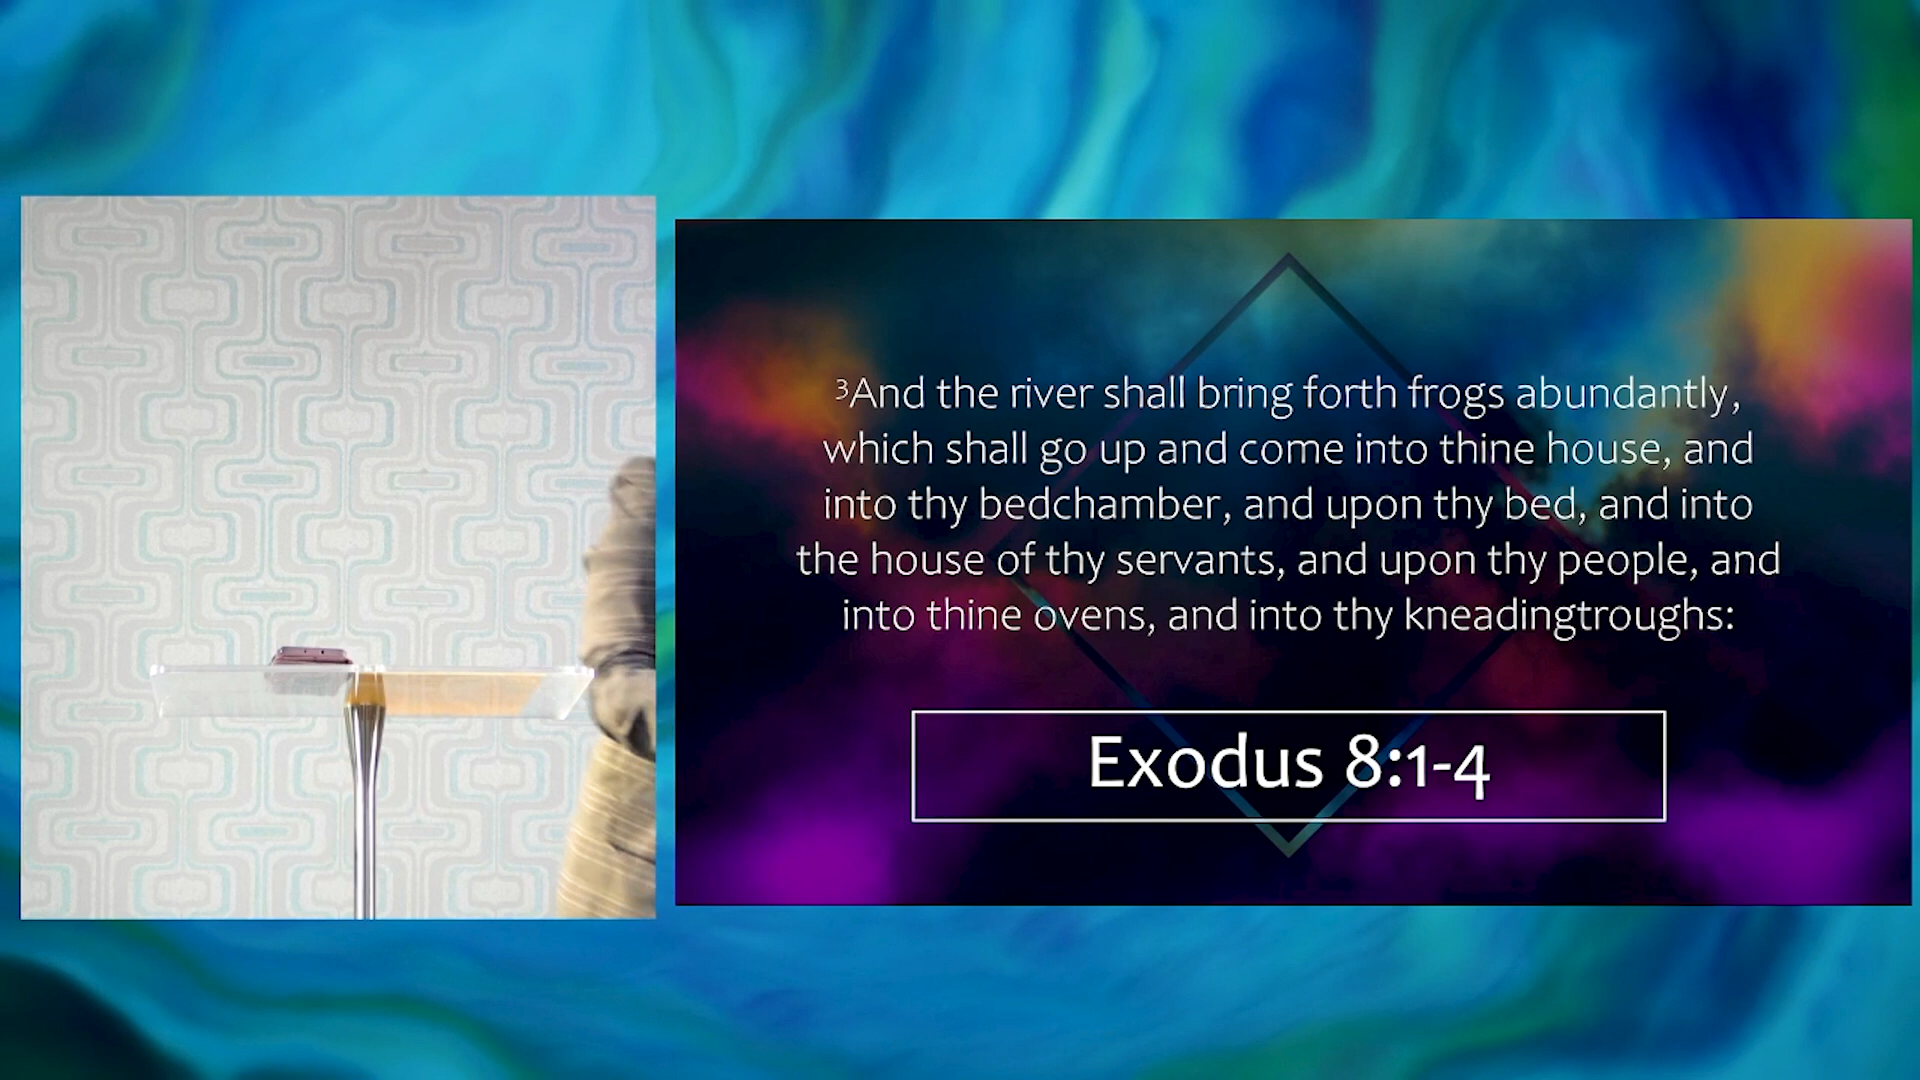 ³And the river shall bring forth frogs abundantly,
which shall go up and come into thine house, and
into thy bedchamber, and upon thy bed, and into
the house of thy servants, and upon thy people, and
into thine ovens, and into thy kneadingtroughs:
Exodus 8:1-4